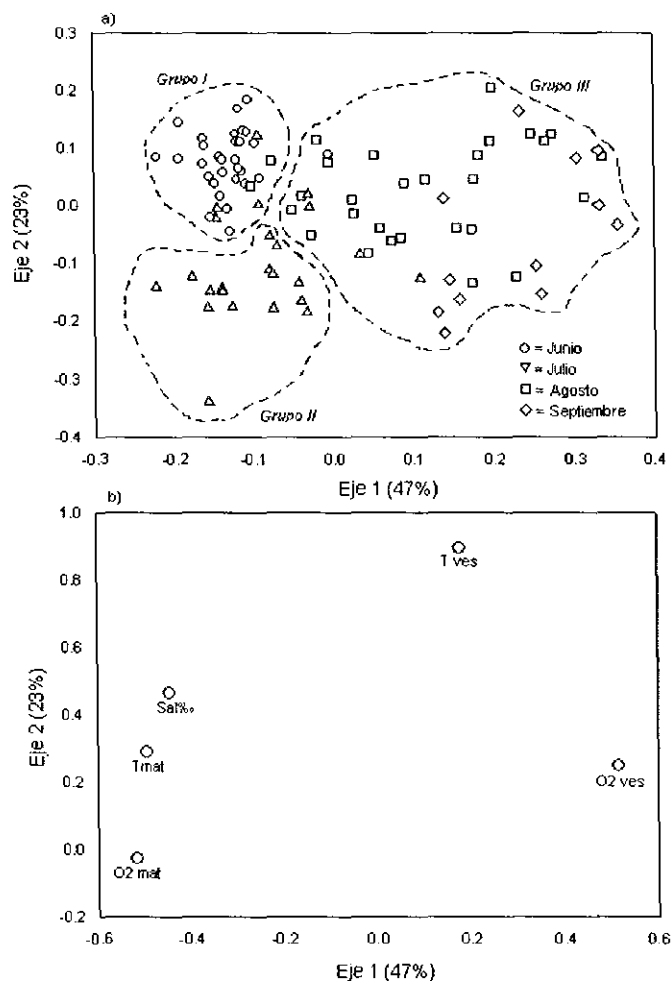 a)
0.3
0.2
0.1
0.0
-0.1
-0.2
-0.3
-0.4
Eje 2 (23%)
Grupo I
Grupo III
Grupo II
○ = Junio
▽ = Julio
□ = Agosto
◇ = Septiembre
-0.3 -0.2 -0.1 0.0 0.1 0.2 0.3 0.4
Eje 1 (47%)
b)
1.0
0.8
0.6
0.4
0.2
0.0
-0.2
Eje 2 (23%)
T ves
Sal‰
Tmat
O2 ves
O2 mat
-0.6 -0.4 -0.2 0.0 0.2 0.4 0.6
Eje 1 (47%)